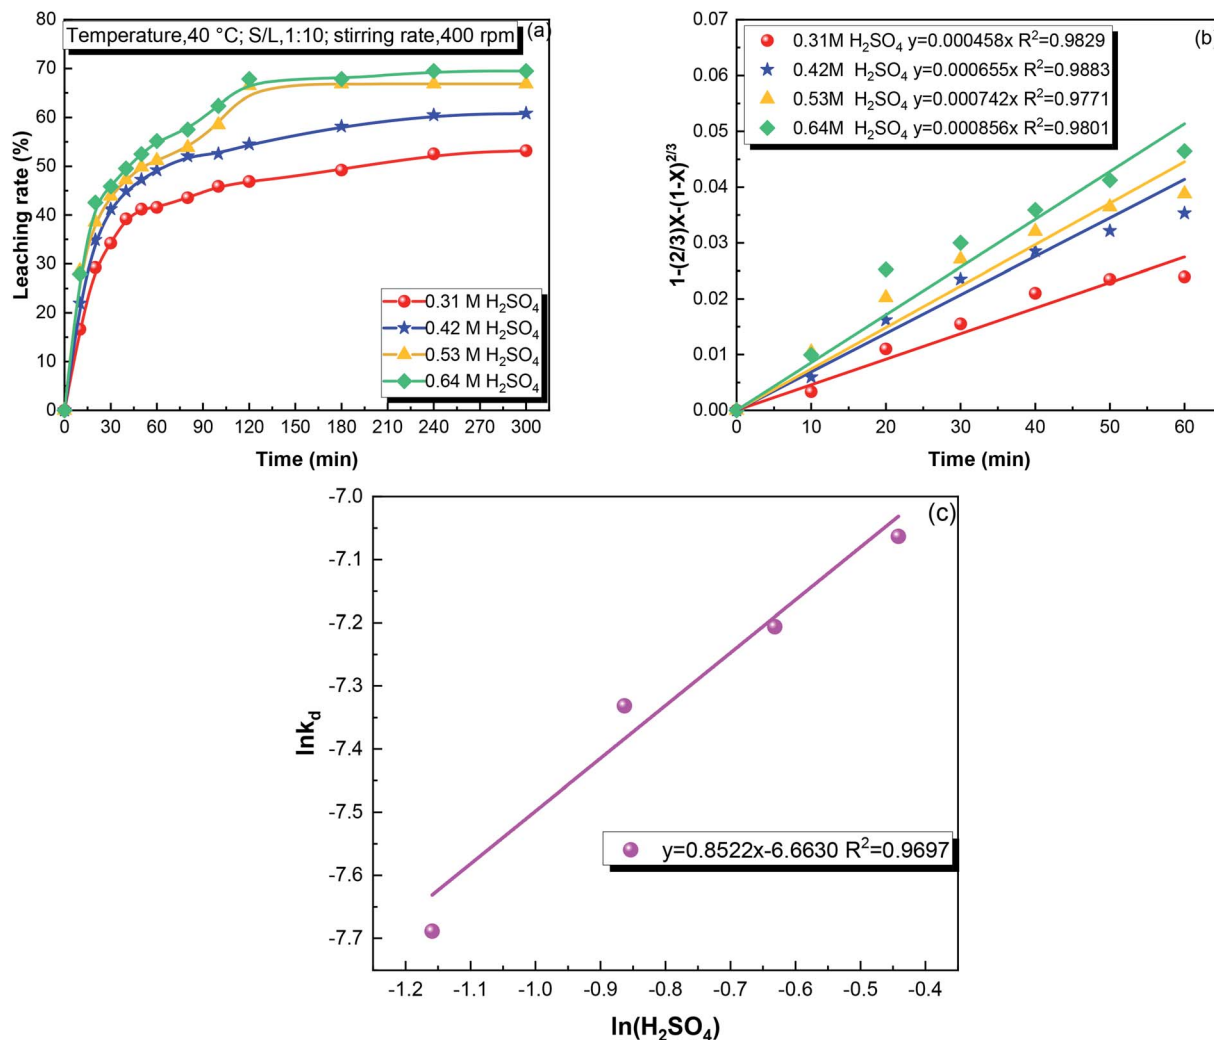 Temperature,40 °C; S/L,1:10; stirring rate,400 rpm
(a)
Leaching rate (%)
80
70
60
50
40
30
20
10
0
0 30 60 90 120 150 180 210 240 270 300
Time (min)
0.31 M H₂SO₄
0.42 M H₂SO₄
0.53 M H₂SO₄
0.64 M H₂SO₄
(b)
1-(2/3)X-(1-X)^2/3
0.07
0.06
0.05
0.04
0.03
0.02
0.01
0.00
0 10 20 30 40 50 60
Time (min)
0.31M H₂SO₄ y=0.000458x R²=0.9829
0.42M H₂SO₄ y=0.000655x R²=0.9883
0.53M H₂SO₄ y=0.000742x R²=0.9771
0.64M H₂SO₄ y=0.000856x R²=0.9801
(c)
lnk_d
-7.0
-7.1
-7.2
-7.3
-7.4
-7.5
-7.6
-7.7
-1.2 -1.1 -1.0 -0.9 -0.8 -0.7 -0.6 -0.5 -0.4
ln(H₂SO₄)
y=0.8522x-6.6630 R²=0.9697